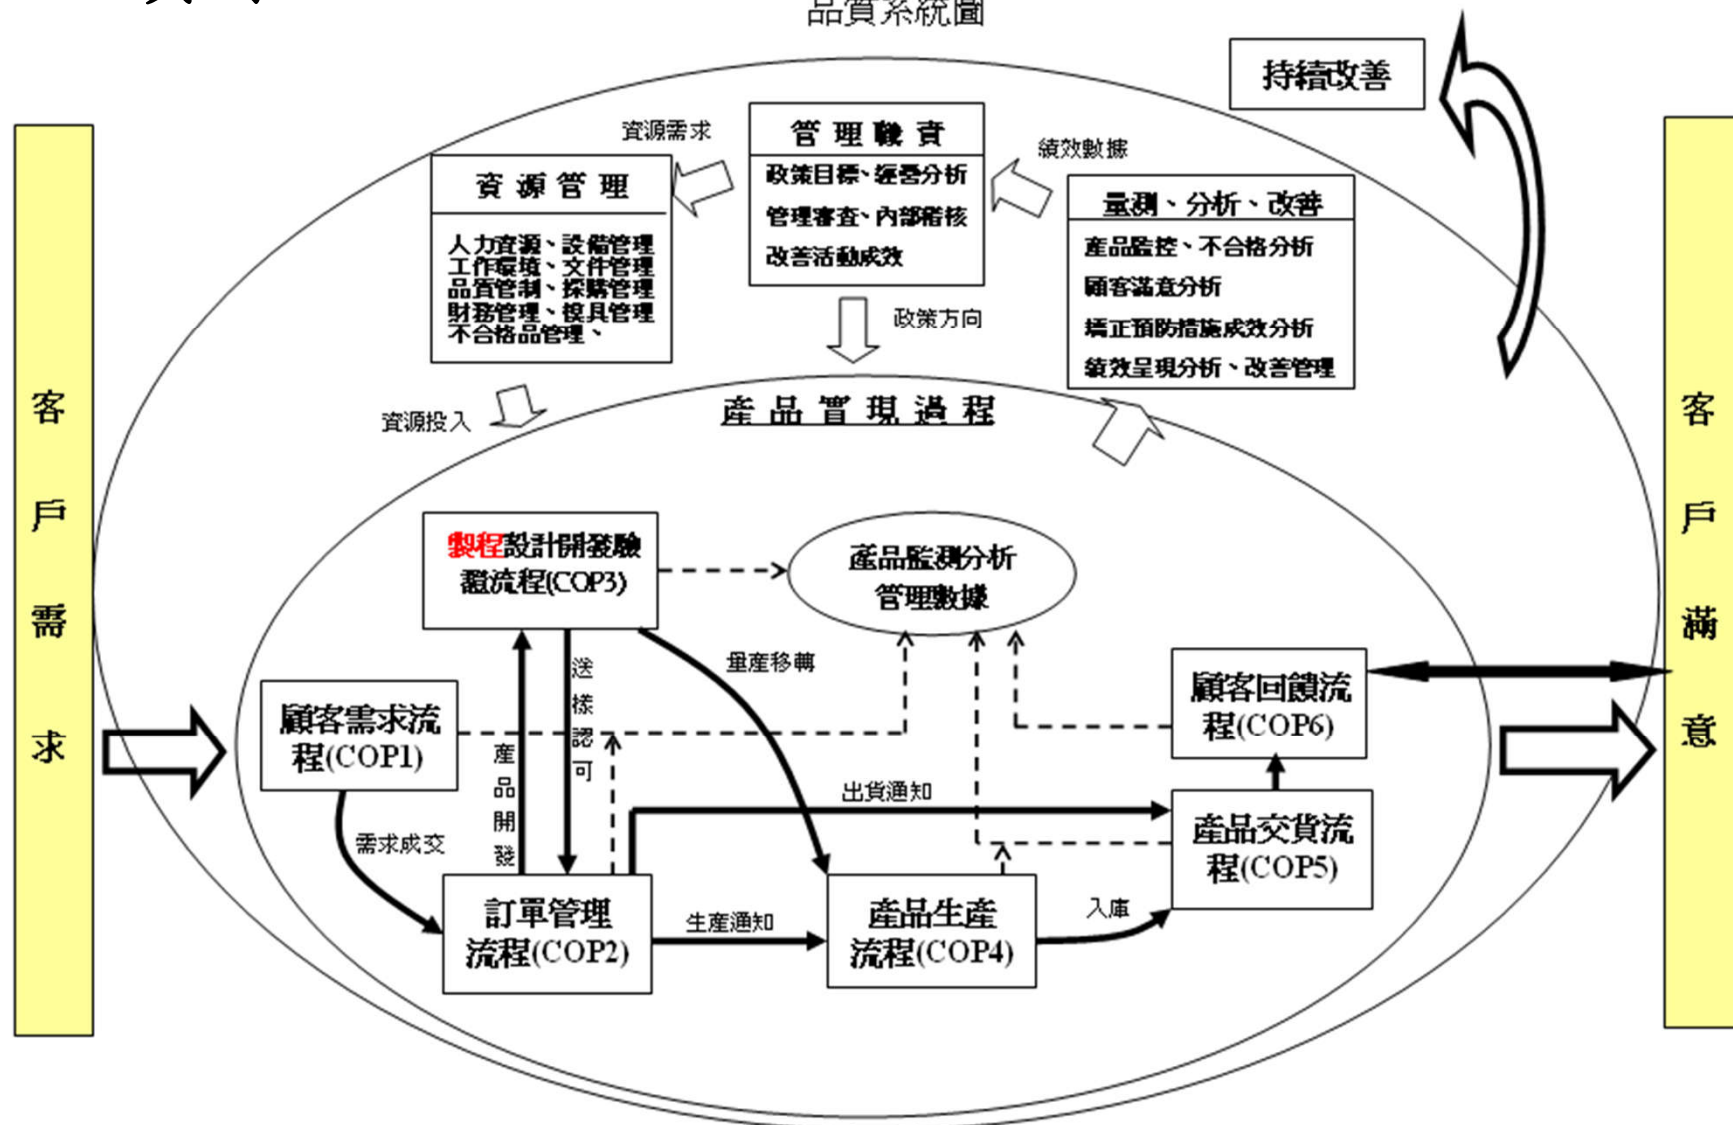 品質系統圖
持續改善
客戶需求
資源需求
管理職責
政策目標、經營分析
管理審查、內部稽核
改善活動成效
績效數據
資源管理
人力資源、設備管理
工作環境、文件管理
品質管制、採購管理
財務管理、模具管理
不合格品管理、
量測、分析、改善
產品監控、不合格分析
顧客滿意分析
矯正預防措施成效分析
績效呈現分析、改善管理
政策方向
資源投入
產品實現過程
製程設計開發驗
證流程(COP3)
產品監測分析
管理數據
送樣認可
量產移轉
顧客需求流
程(COP1)
產品開發
需求成交
顧客回饋流
程(COP6)
出貨通知
產品交貨流
程(COP5)
訂單管理
流程(COP2)
生產通知
產品生產
流程(COP4)
入庫
客戶滿意